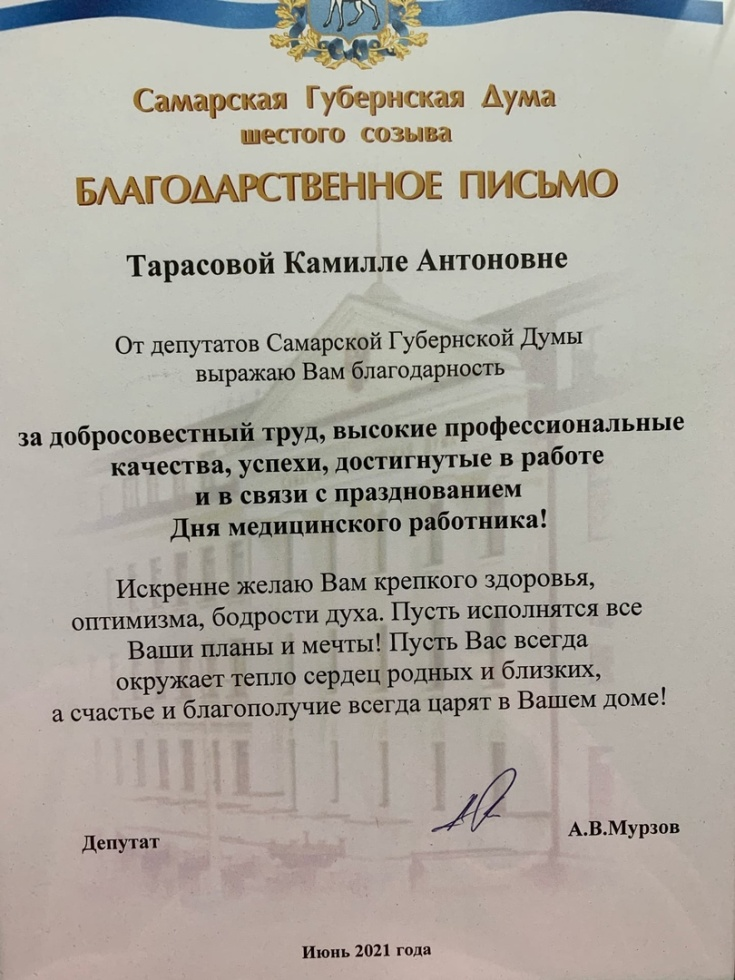 Самарская Губернская Дума
шестого созыва
БЛАГОДАРСТВЕННОЕ ПИСЬМО
Тарасовой Камилле Антоновне
От депутатов Самарской Губернской Думы
выражаю Вам благодарность
за добросовестный труд, высокие профессиональные
качества, успехи, достигнутые в работе
и в связи с празднованием
Дня медицинского работника!
Искренне желаю Вам крепкого здоровья,
оптимизма, бодрости духа. Пусть исполнятся все
Ваши планы и мечты! Пусть Вас всегда
окружает тепло сердец родных и близких,
а счастье и благополучие всегда царят в Вашем доме!
Депутат
А.В.Мурзов
Июнь 2021 года